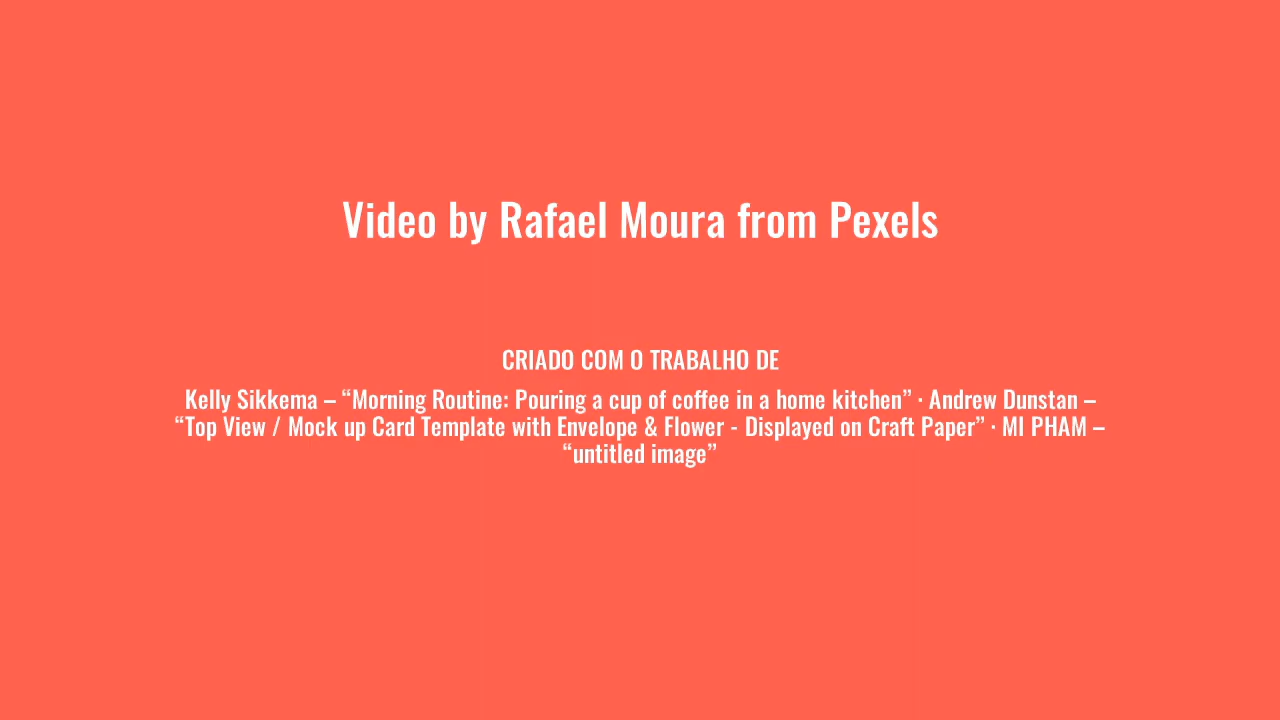 Video by Rafael Moura from Pexels
CRIADO COM O TRABALHO DE
Kelly Sikkema – “Morning Routine: Pouring a cup of coffee in a home kitchen” · Andrew Dunstan –
“Top View / Mock up Card Template with Envelope & Flower - Displayed on Craft Paper” · MI PHAM –
“untitled image”